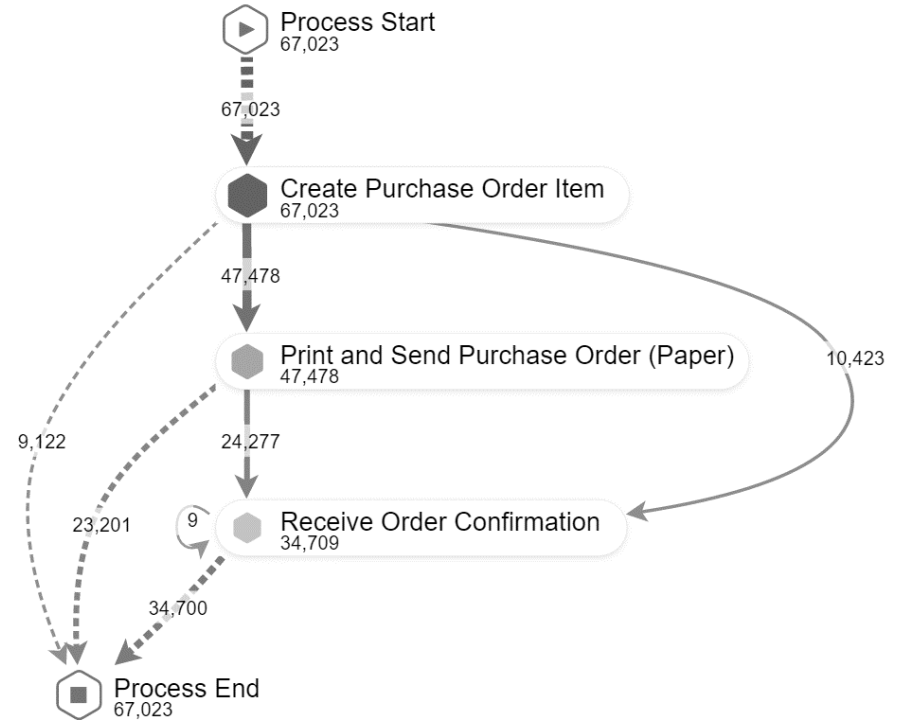 Process Start
67,023
67,023
Create Purchase Order Item
67,023
47,478
Print and Send Purchase Order (Paper)
47,478
10,423
9,122
24,277
23,201
9
Receive Order Confirmation
34,709
34,700
Process End
67,023